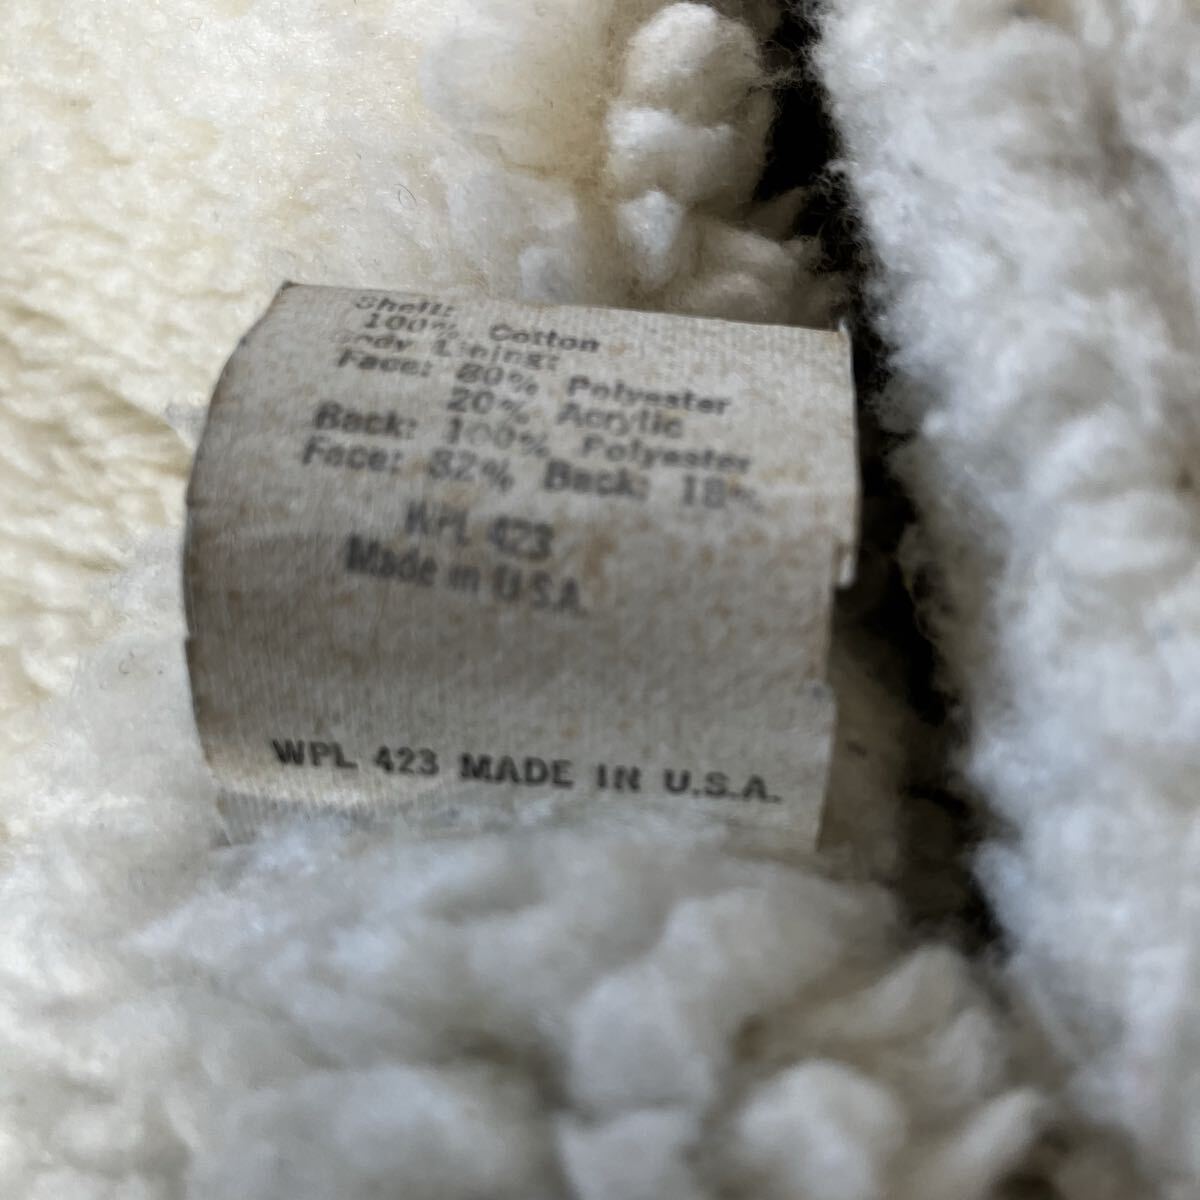 Shell:
100% Cotton
Body Lining:
Face: 80% Polyester
20% Acrylic
Back: 100% Polyester
Face: 82% Back: 18%
WPL 423
Made in U.S.A.
WPL 423 MADE IN U.S.A.